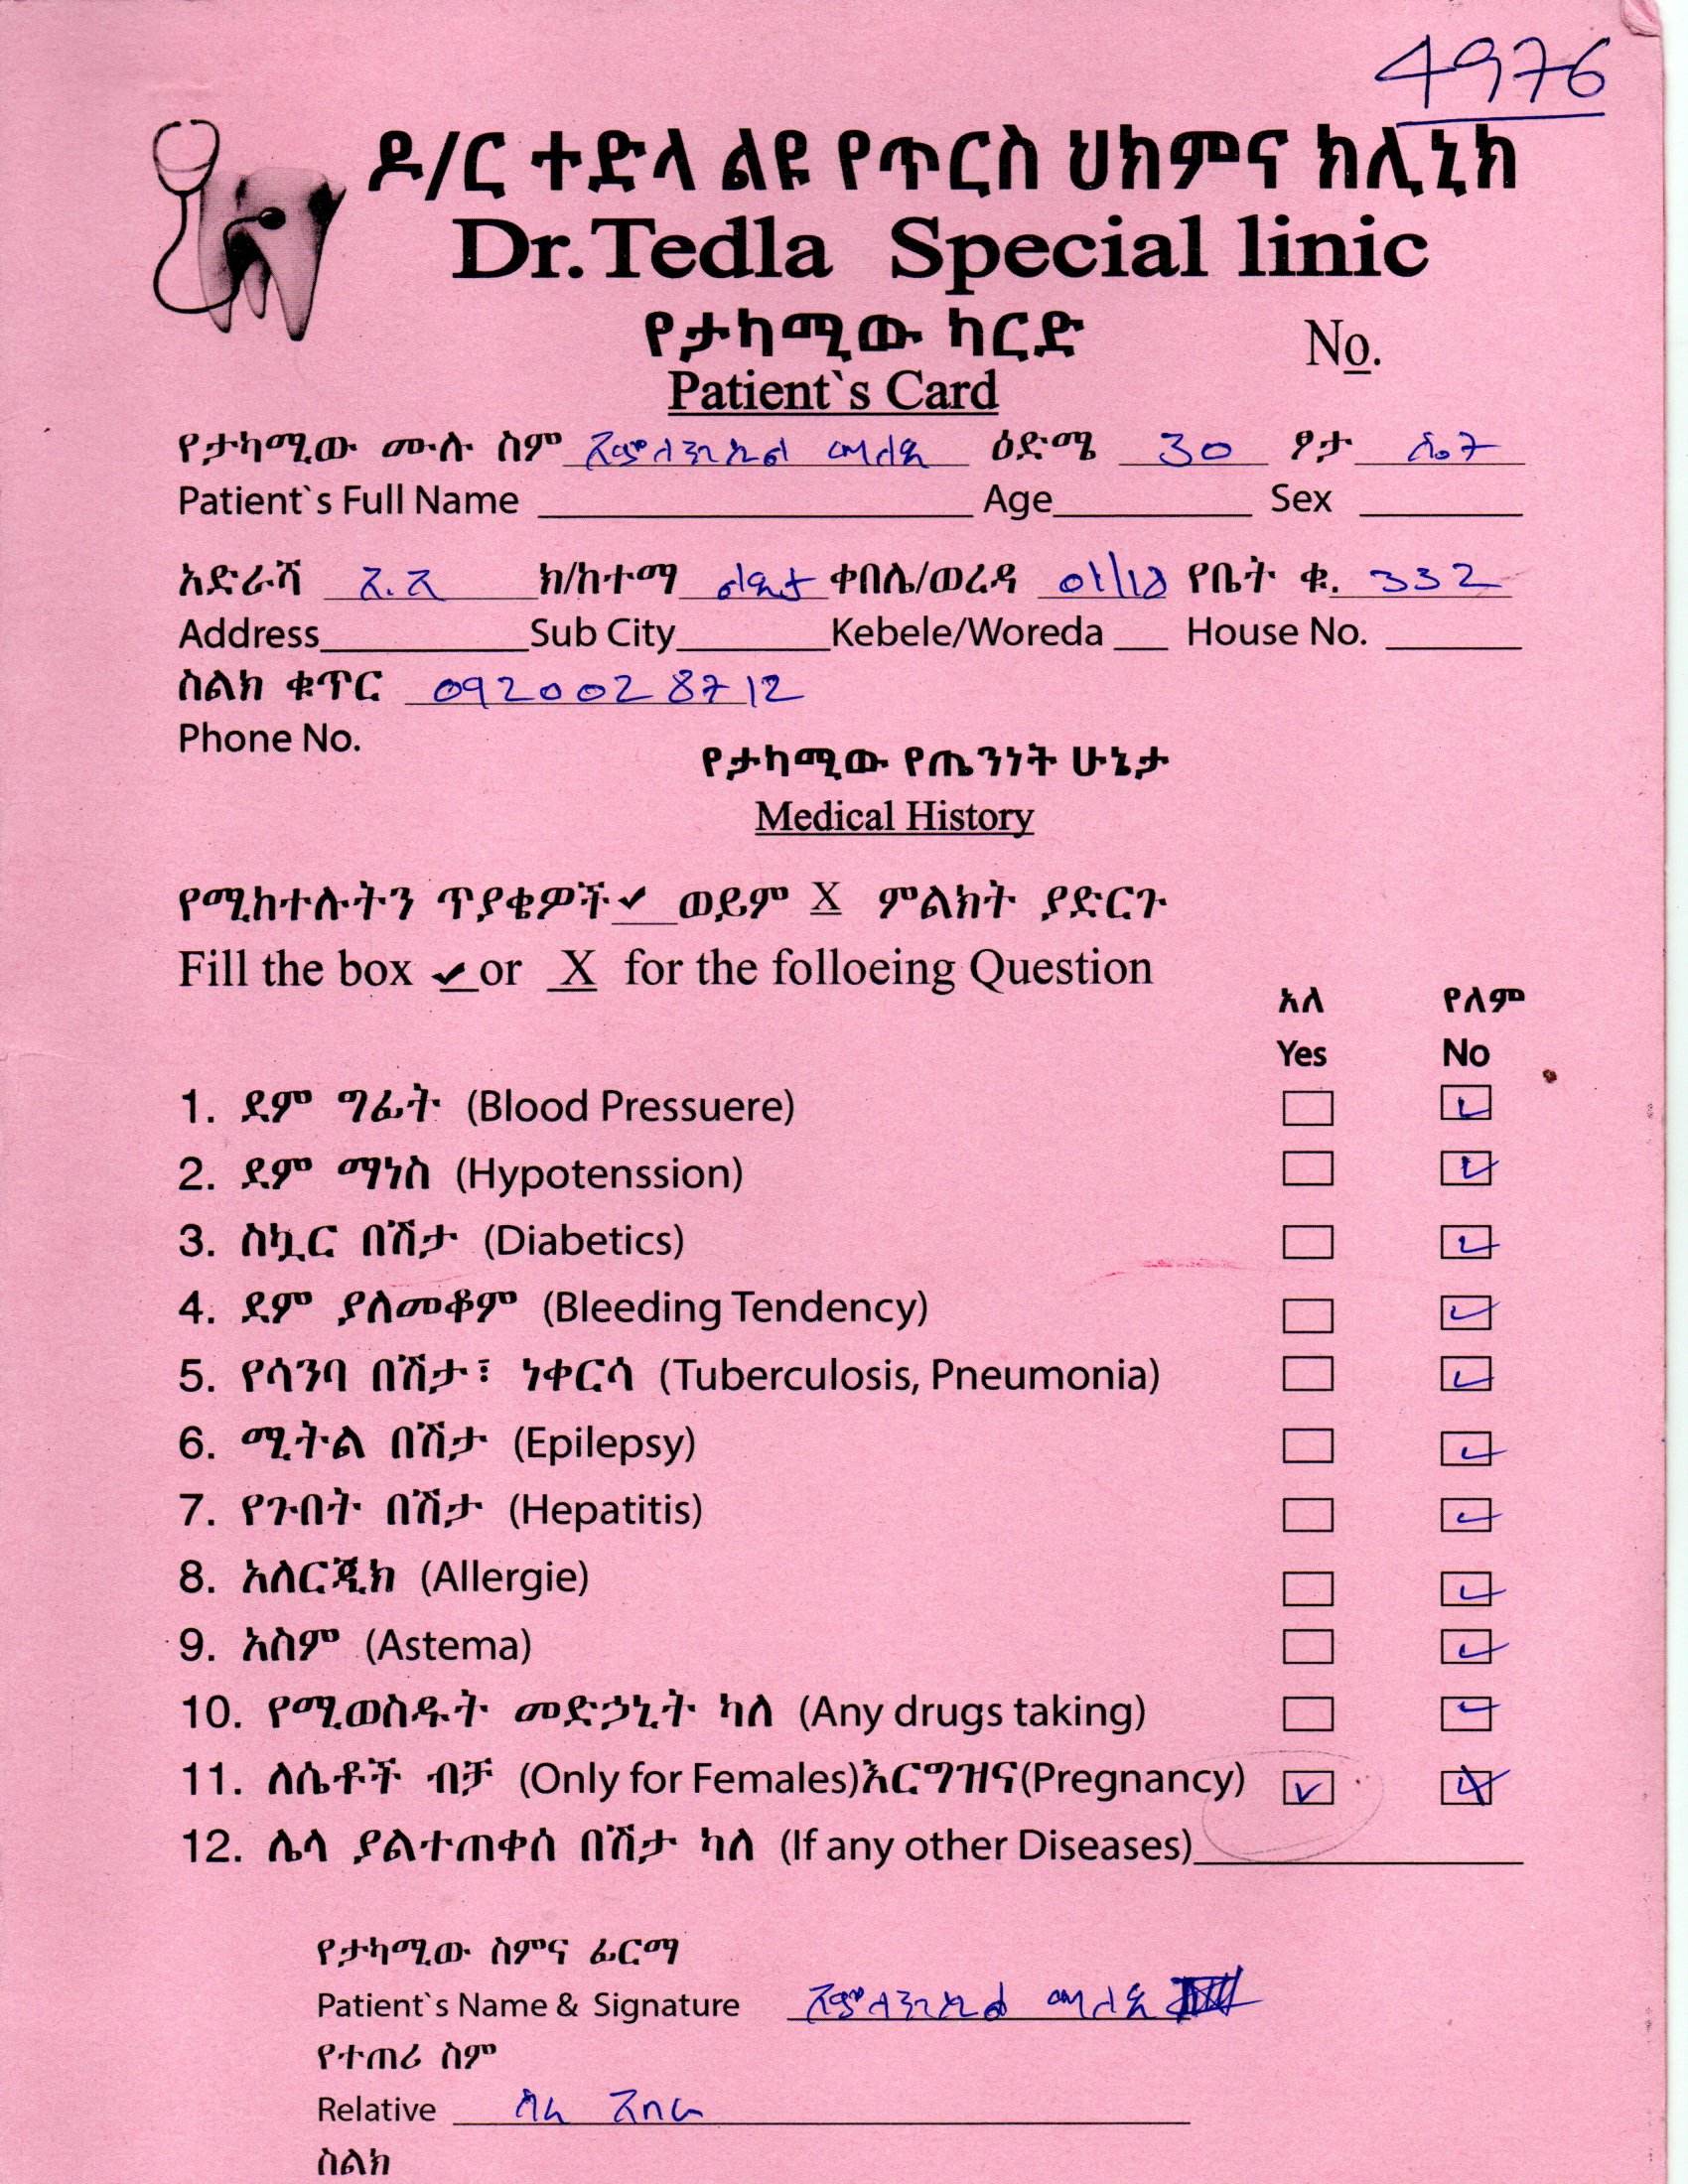 4976
ዶ/ር ተድላ ልዩ የጥርስ ህክምና ክሊኒክ
Dr.Tedla Special linic
የታካሚው ካርድ
No.
Patient`s Card
የታካሚው ሙሉ ስም ዕድሜ 30 ፆታ ሴት
Patient`s Full Name Age Sex
አድራሻ አ.አ ክ/ከተማ ልደታ ቀበሌ/ወረዳ 01/18 የቤት ቁ. 332
Address Sub City Kebele/Woreda House No.
ስልክ ቁጥር 0920028712
Phone No.
የታካሚው የጤንነት ሁኔታ
Medical History
የሚከተሉትን ጥያቄዎች ✔ ወይም X ምልክት ያድርጉ
Fill the box ✔ or X for the folloeing Question
አለ የለም
Yes No
1. ደም ግፊት (Blood Pressuere)
2. ደም ማነስ (Hypotenssion)
3. ስኳር በሽታ (Diabetics)
4. ደም ያለመቆም (Bleeding Tendency)
5. የሳንባ በሽታ፣ ነቀርሳ (Tuberculosis, Pneumonia)
6. ሚትል በሽታ (Epilepsy)
7. የጉበት በሽታ (Hepatitis)
8. አለርጂክ (Allergie)
9. አስም (Astema)
10. የሚወስዱት መድኃኒት ካለ (Any drugs taking)
11. ለሴቶች ብቻ (Only for Females)እርግዝና(Pregnancy)
12. ሌላ ያልተጠቀሰ በሽታ ካለ (If any other Diseases)
የታካሚው ስምና ፊርማ
Patient`s Name & Signature
የተጠሪ ስም
Relative ሳራ አበራ
ስልክ